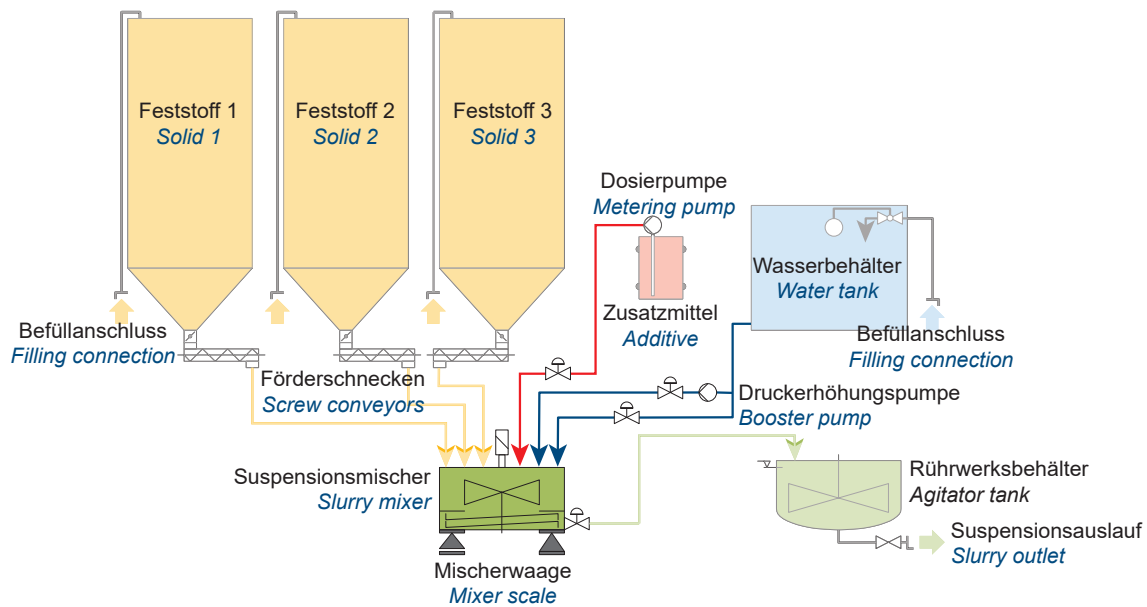 Feststoff 1
Solid 1
Feststoff 2
Solid 2
Feststoff 3
Solid 3
Dosierpumpe
Metering pump
Wasserbehälter
Water tank
Zusatzmittel
Additive
Befüllanschluss
Filling connection
Befüllanschluss
Filling connection
Förderschnecken
Screw conveyors
Druckerhöhungspumpe
Booster pump
Suspensionsmischer
Slurry mixer
Rührwerksbehälter
Agitator tank
Suspensionsauslauf
Slurry outlet
Mischerwaage
Mixer scale